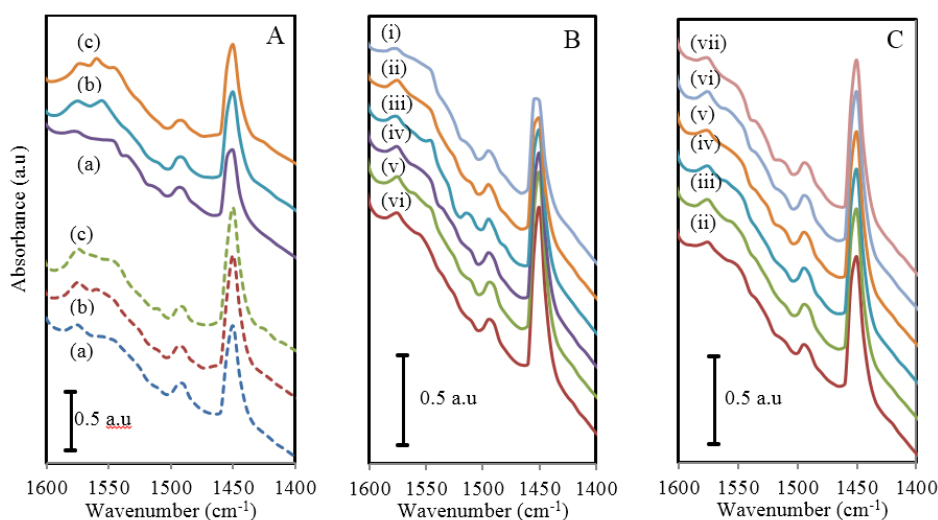 A
(c)
(b)
(a)
(c)
(b)
(a)
0.5 a.u
Absorbance (a.u)
1600 1550 1500 1450 1400
Wavenumber (cm-1)
B
(i)
(ii)
(iii)
(iv)
(v)
(vi)
0.5 a.u
1600 1550 1500 1450 1400
Wavenumber (cm-1)
C
(vii)
(vi)
(v)
(iv)
(iii)
(ii)
0.5 a.u
1600 1550 1500 1450 1400
Wavenumber (cm-1)